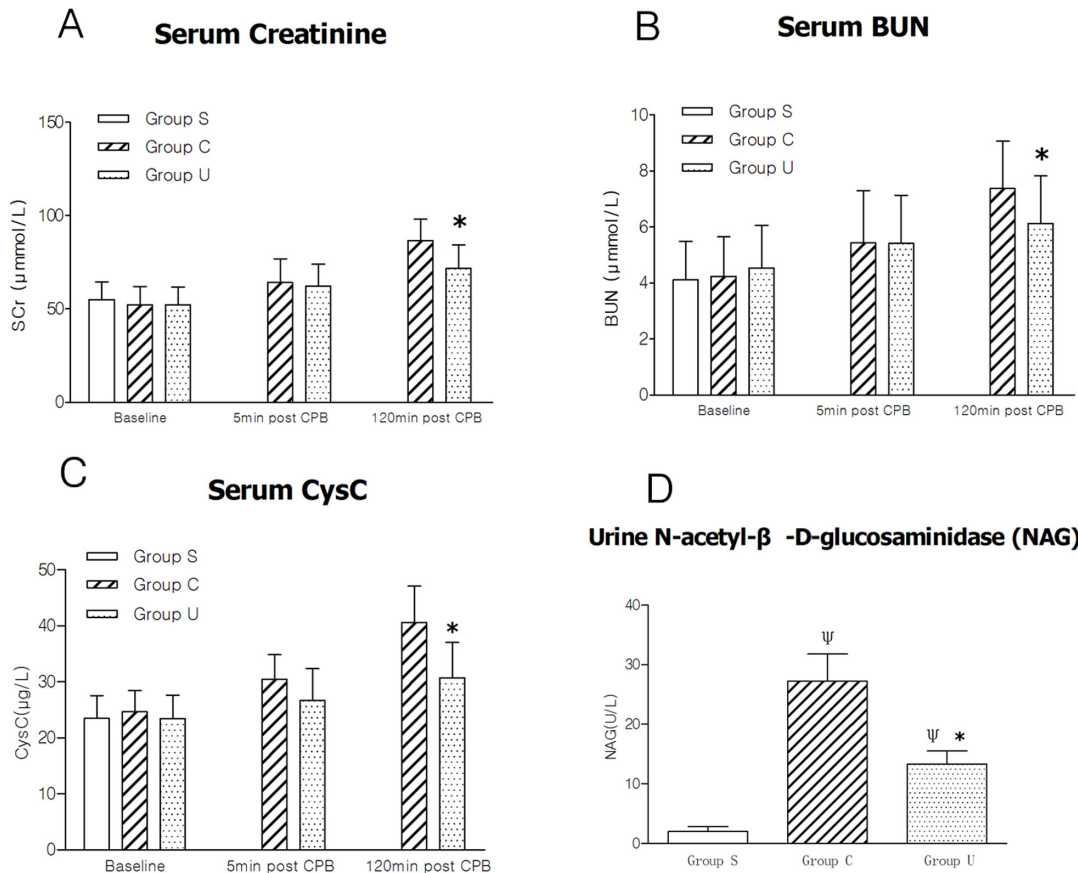 A
Serum Creatinine
Group S
Group C
Group U
150
100
50
0
SCr (µmmol/L)
*
Baseline
5min post CPB
120min post CPB
B
Serum BUN
Group S
Group C
Group U
10
8
6
4
2
0
BUN (µmmol/L)
*
Baseline
5min post CPB
120min post CPB
C
Serum CysC
Group S
Group C
Group U
50
40
30
20
10
0
CysC(µg/L)
*
Baseline
5min post CPB
120min post CPB
D
Urine N-acetyl-β -D-glucosaminidase (NAG)
40
30
20
10
0
NAG(U/L)
Ψ
Ψ *
Group S
Group C
Group U